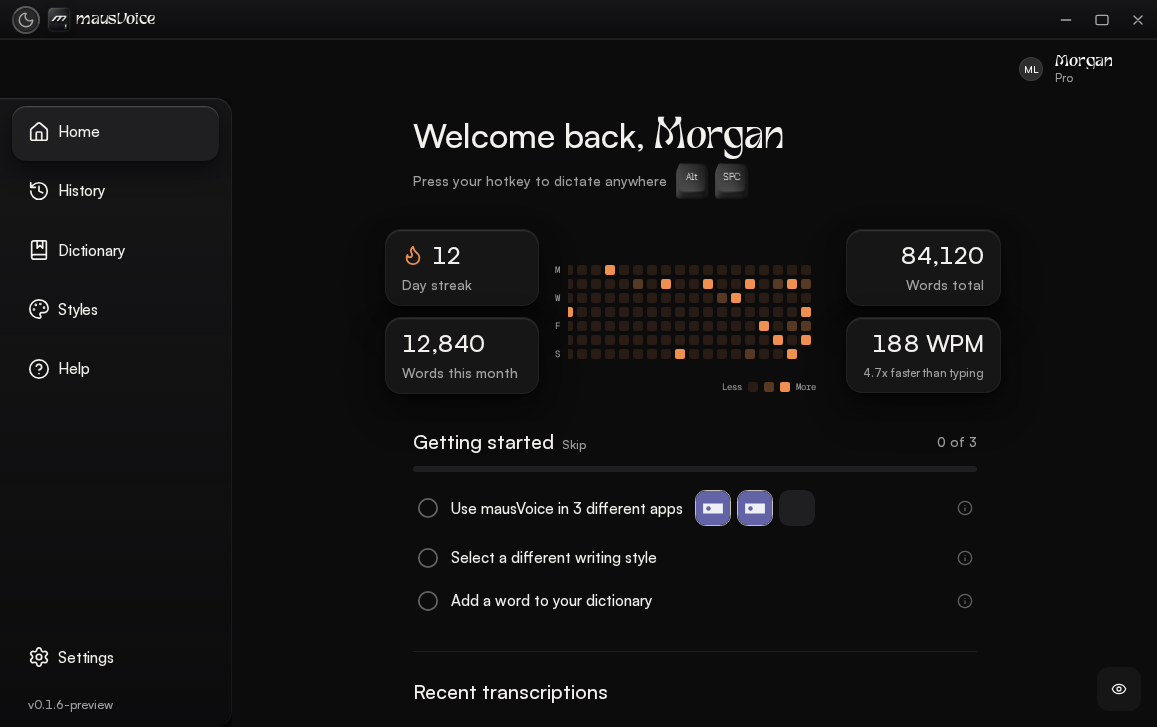 mausVoice
ML
Morgan
Pro
Home
History
Dictionary
Styles
Help
Settings
v0.1.6-preview
Welcome back, Morgan
Press your hotkey to dictate anywhere Alt SPC
12
Day streak
12,840
Words this month
M
W
F
S
Less More
84,120
Words total
188 WPM
4.7x faster than typing
Getting started Skip 0 of 3
Use mausVoice in 3 different apps
Select a different writing style
Add a word to your dictionary
Recent transcriptions